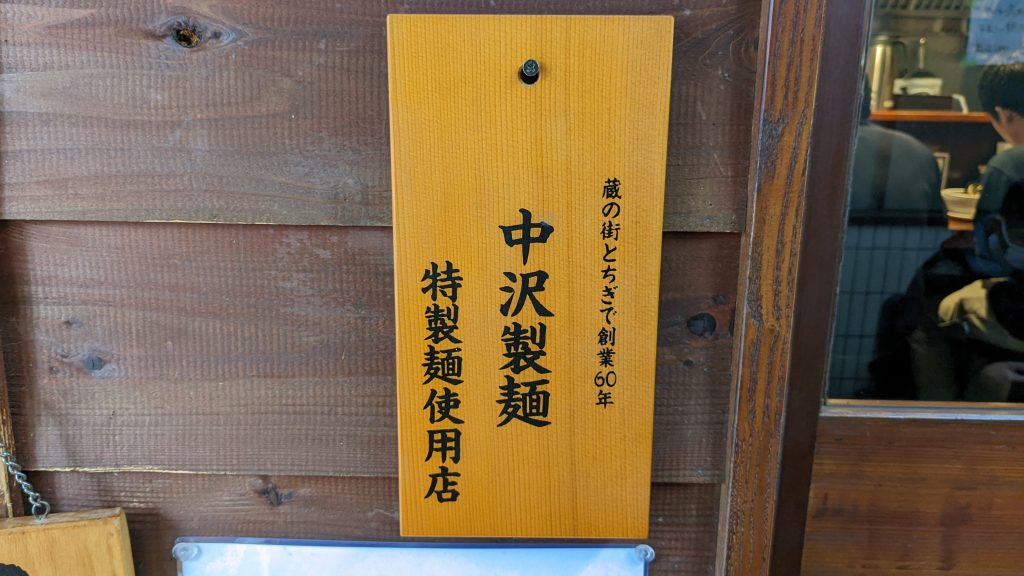 蔵の街とちぎで創業60年
中沢製麺
特製麺使用店